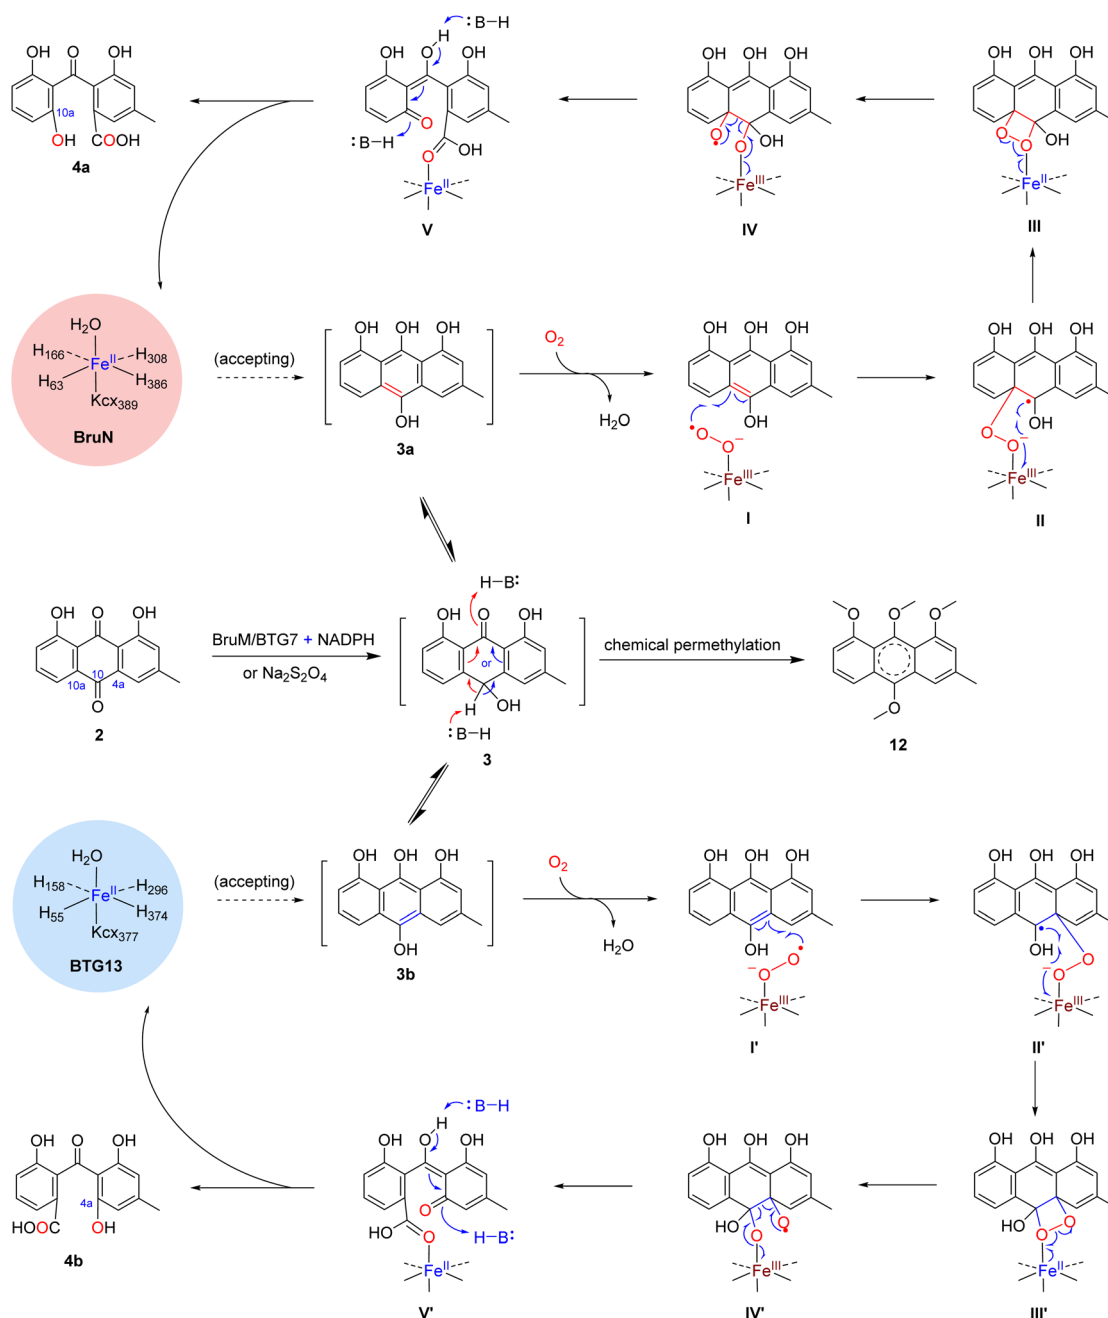 OH O OH
10a
OH COOH
4a
OH O H :B–H OH
:B–H O
O OH
Fe^II
V
OH OH OH
O• O OH
Fe^III
IV
OH OH OH
O O OH
Fe^II
III
H2O
H166 Fe^II H308
H63 H386
Kcx389
BruN
(accepting)
OH OH OH
OH
3a
O2
H2O
OH OH OH
OH
•O O−
Fe^III
I
OH OH OH
• OH
O O−
Fe^III
II
OH O OH
10a 10 4a
O
2
BruM/BTG7 + NADPH
or Na2S2O4
H–B:
OH O OH
or
H OH
:B–H
3
chemical permethylation
O O O
O
12
H2O
H158 Fe^II H296
H55 H374
Kcx377
BTG13
(accepting)
OH OH OH
OH
3b
O2
H2O
OH OH OH
OH
−O O•
Fe^III
I'
OH OH OH
• OH
−O O
Fe^III
II'
OH O OH
4a
HOOC OH
4b
H :B–H
OH O OH
O
HO O H–B:
Fe^II
V'
OH OH OH
HO O O•
Fe^III
IV'
OH OH OH
HO O O
Fe^II
III'